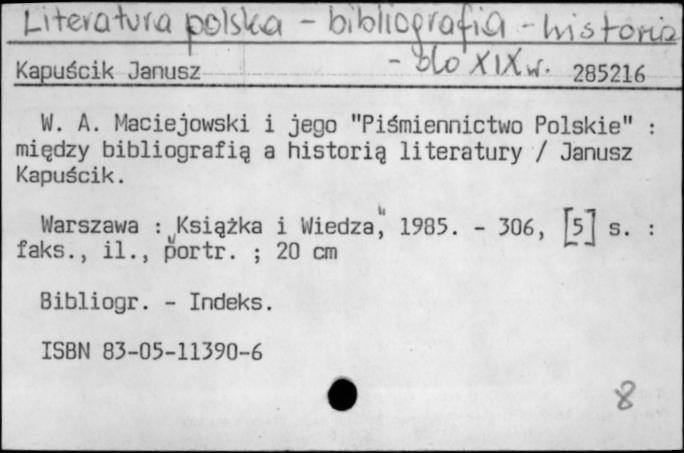 Literatura polska - bibliografia - historia
- do XIX w.
Kapuścik Janusz 285216
W. A. Maciejowski i jego "Piśmiennictwo Polskie" :
między bibliografią a historią literatury / Janusz
Kapuścik.
Warszawa : Książka i Wiedza, 1985. - 306, [5] s. :
faks., il., portr. ; 20 cm
Bibliogr. - Indeks.
ISBN 83-05-11390-6
8